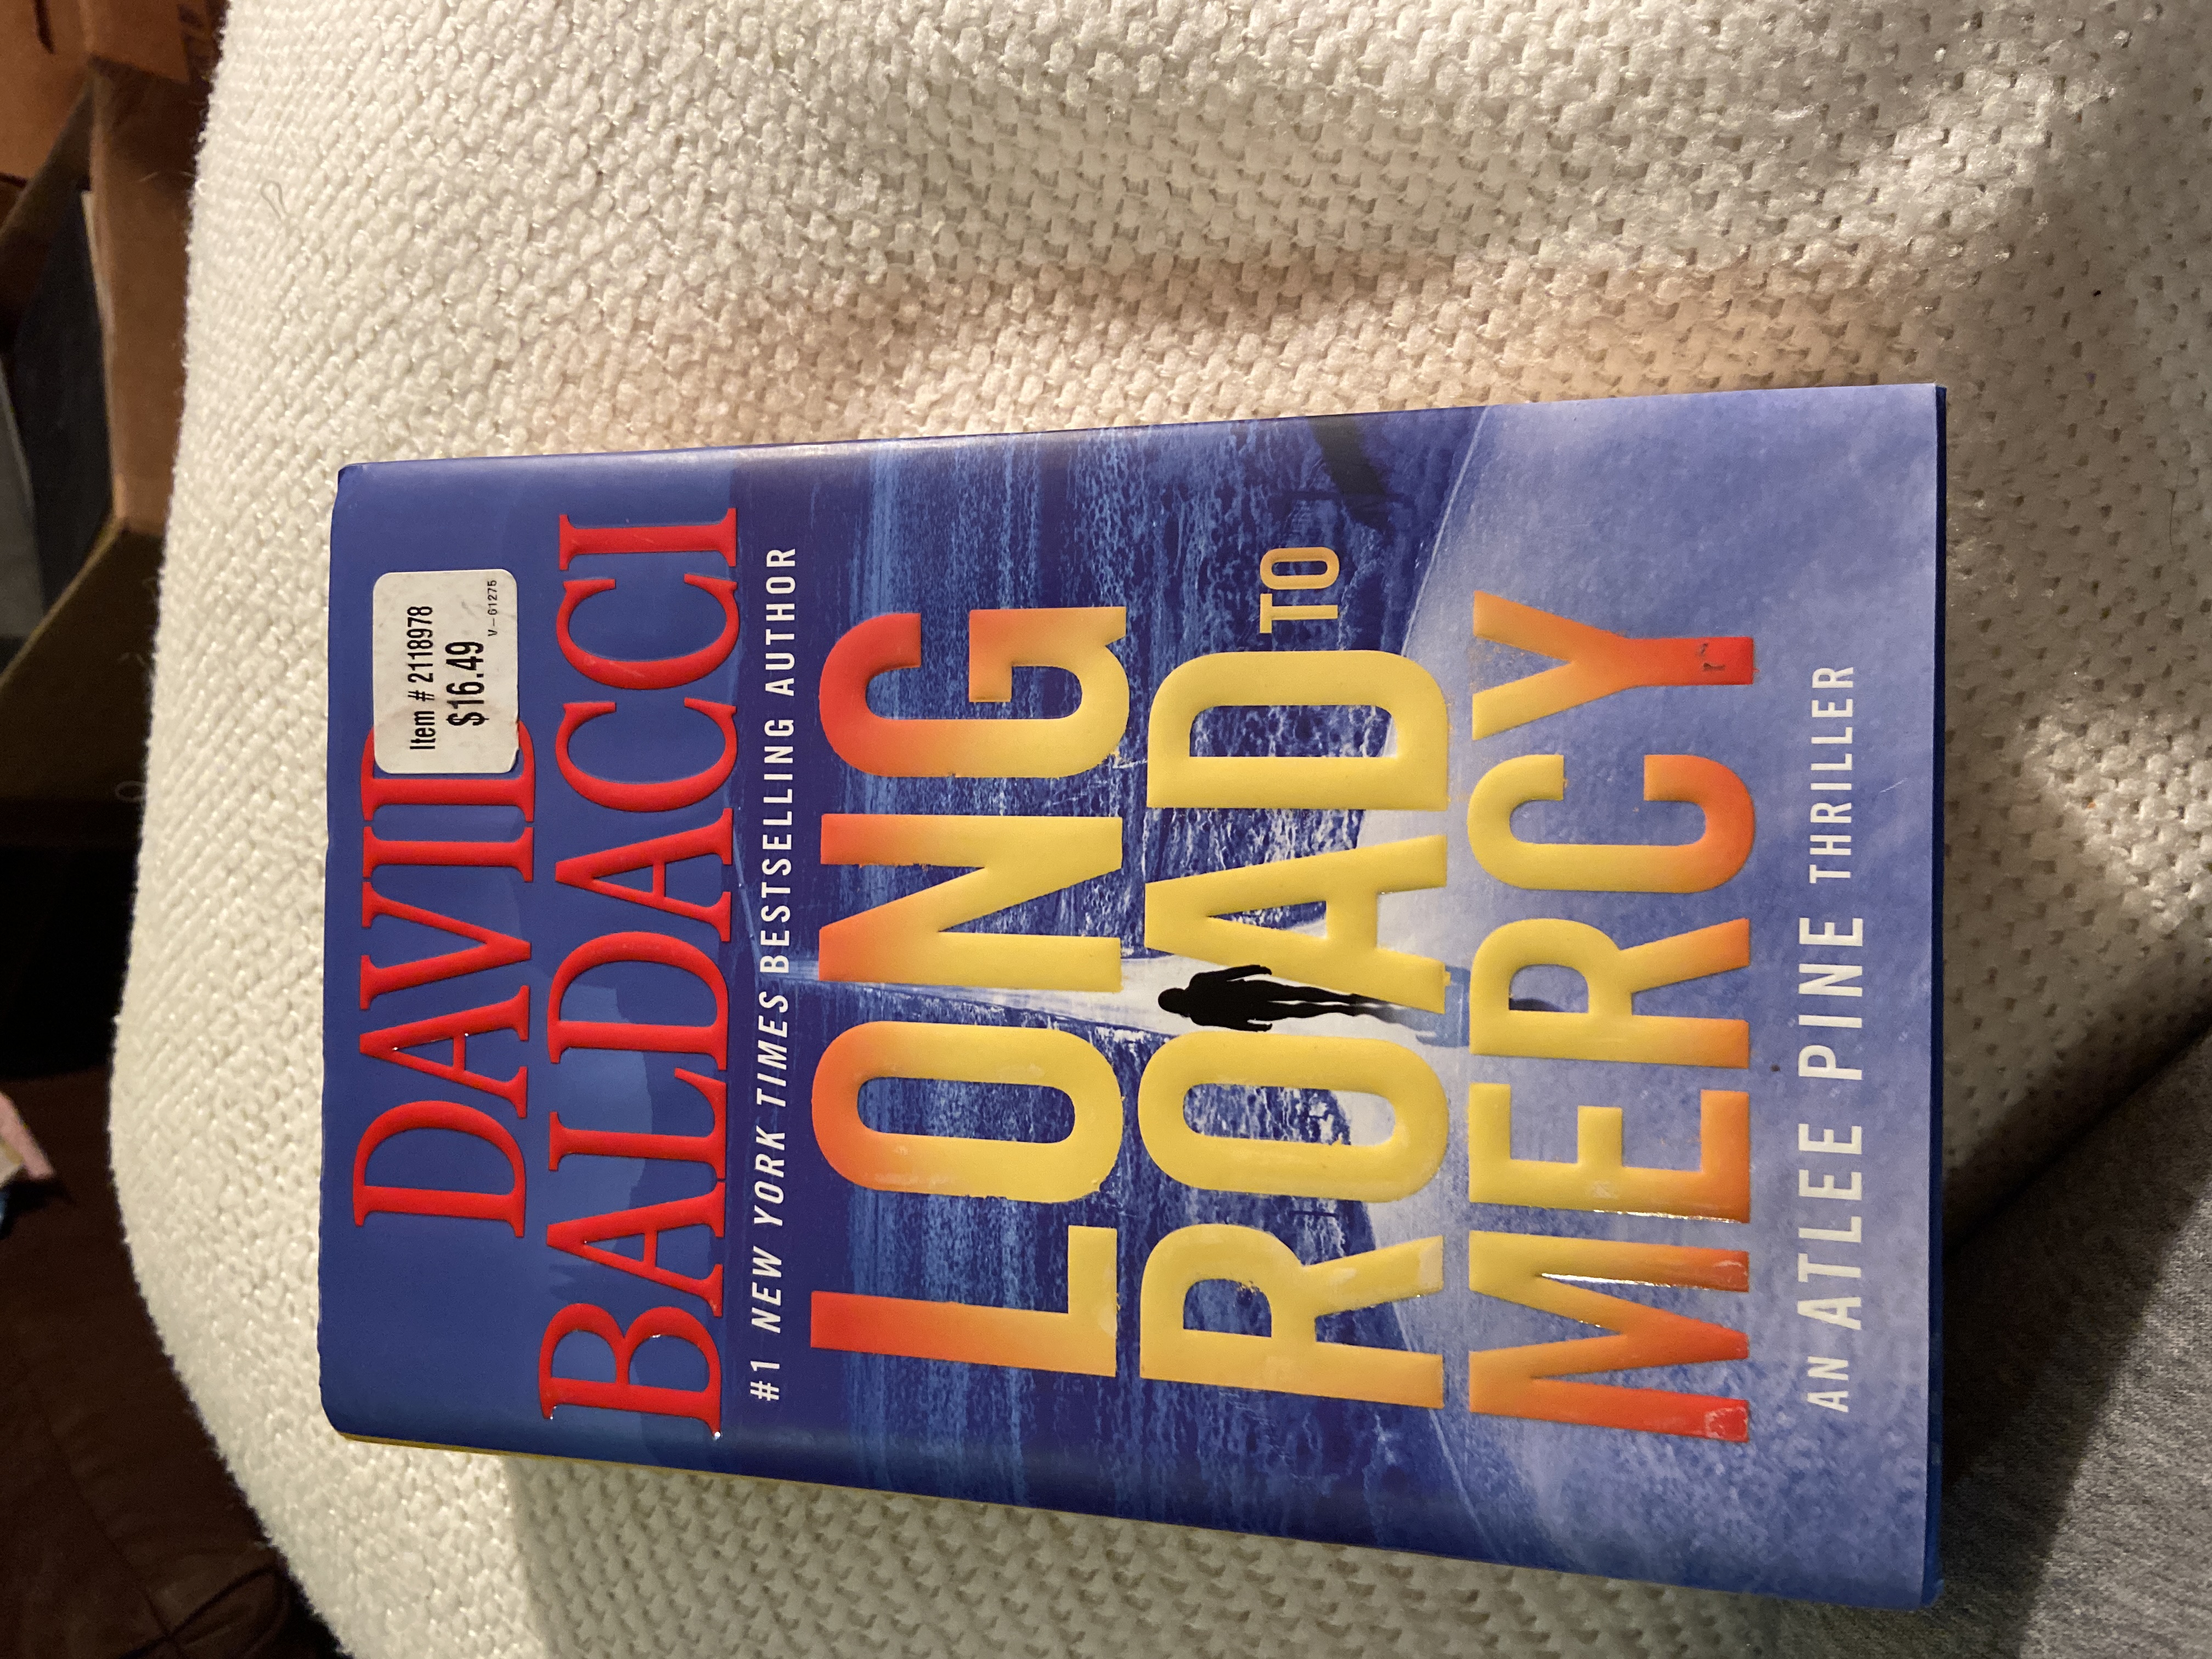 Item # 2118978
$16.49
V-61275
DAVID
BALDACCI
#1 NEW YORK TIMES BESTSELLING AUTHOR
LONG
ROAD TO
MERCY
AN ATLEE PINE THRILLER